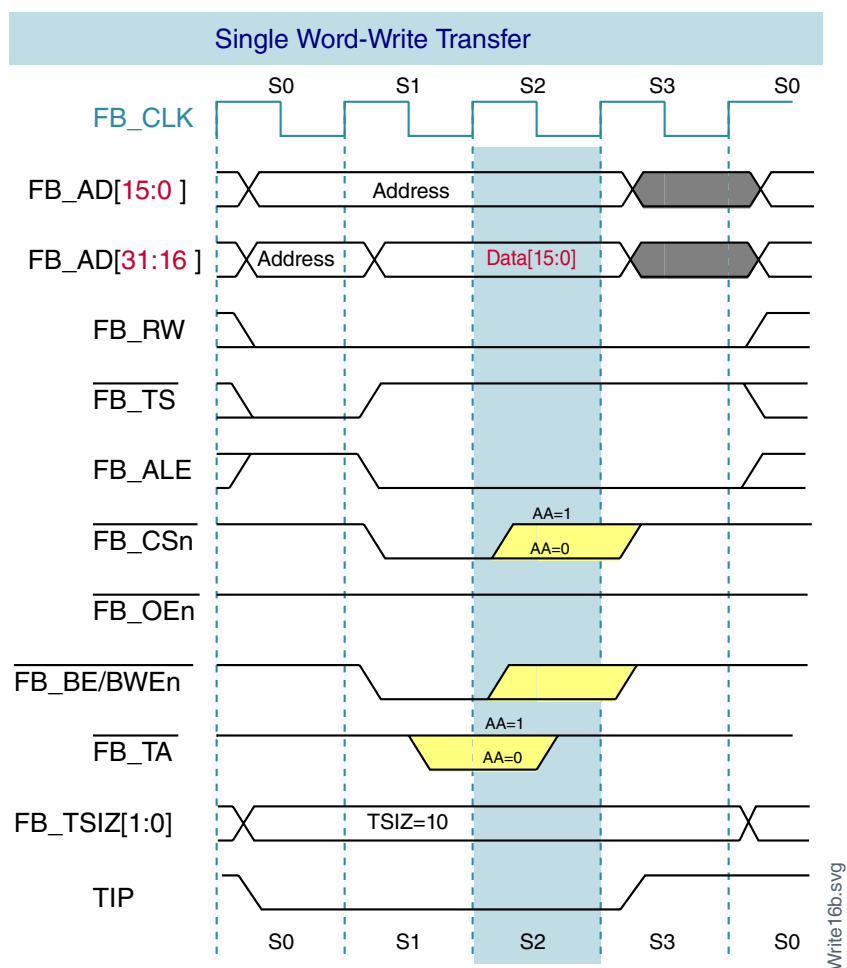 Single Word-Write Transfer
S0 S1 S2 S3 S0
FB_CLK
FB_AD[15:0 ] Address
FB_AD[31:16 ] Address Data[15:0]
FB_RW
FB_TS
FB_ALE
AA=1
FB_CSn AA=0
FB_OEn
FB_BE/BWEn
AA=1
FB_TA AA=0
FB_TSIZ[1:0] TSIZ=10
TIP
S0 S1 S2 S3 S0
Write16b.svg